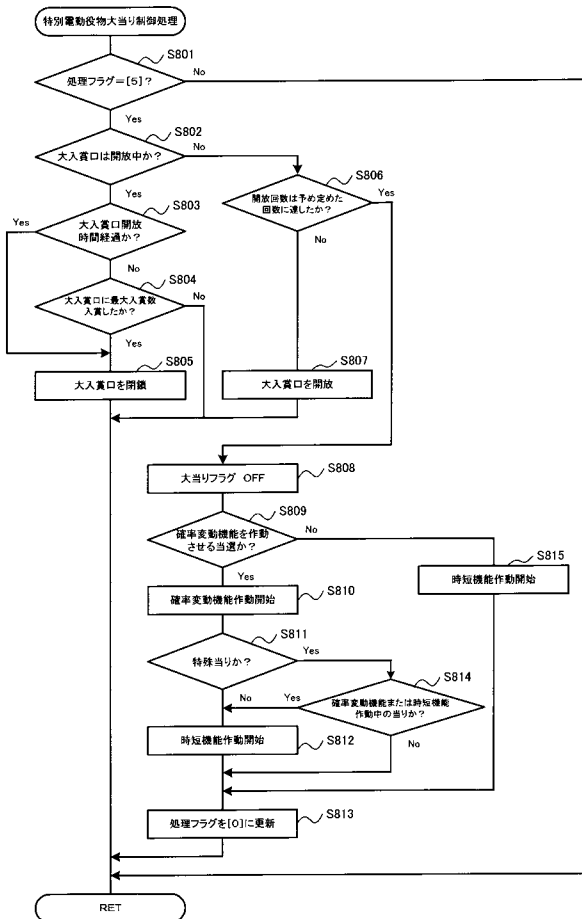 特別電動役物大当り制御処理
S801
処理フラグ=[5]?
No
Yes
S802
大入賞口は開放中か?
No
Yes
S806
開放回数は予め定めた
回数に達したか?
Yes
No
S803
Yes
大入賞口開放
時間経過か?
No
S804
大入賞口に最大入賞数
入賞したか?
No
Yes
S805
大入賞口を閉鎖
S807
大入賞口を開放
S808
大当りフラグ OFF
S809
確率変動機能を作動
させる当選か?
No
Yes
S815
時短機能作動開始
S810
確率変動機能作動開始
S811
特殊当りか?
Yes
No
S814
確率変動機能または時短機能
作動中の当りか?
Yes
No
S812
時短機能作動開始
S813
処理フラグを[0]に更新
RET